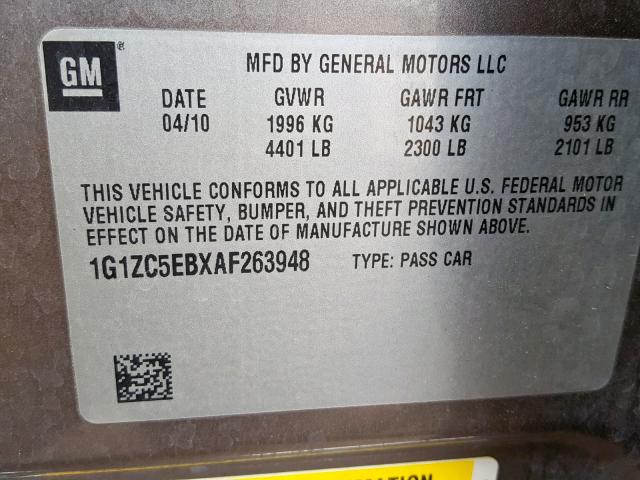 GM®
MFD BY GENERAL MOTORS LLC
DATE GVWR GAWR FRT GAWR RR
04/10 1996 KG 1043 KG 953 KG
4401 LB 2300 LB 2101 LB
THIS VEHICLE CONFORMS TO ALL APPLICABLE U.S. FEDERAL MOTOR
VEHICLE SAFETY, BUMPER, AND THEFT PREVENTION STANDARDS IN
EFFECT ON THE DATE OF MANUFACTURE SHOWN ABOVE.
1G1ZC5EBXAF263948 TYPE: PASS CAR